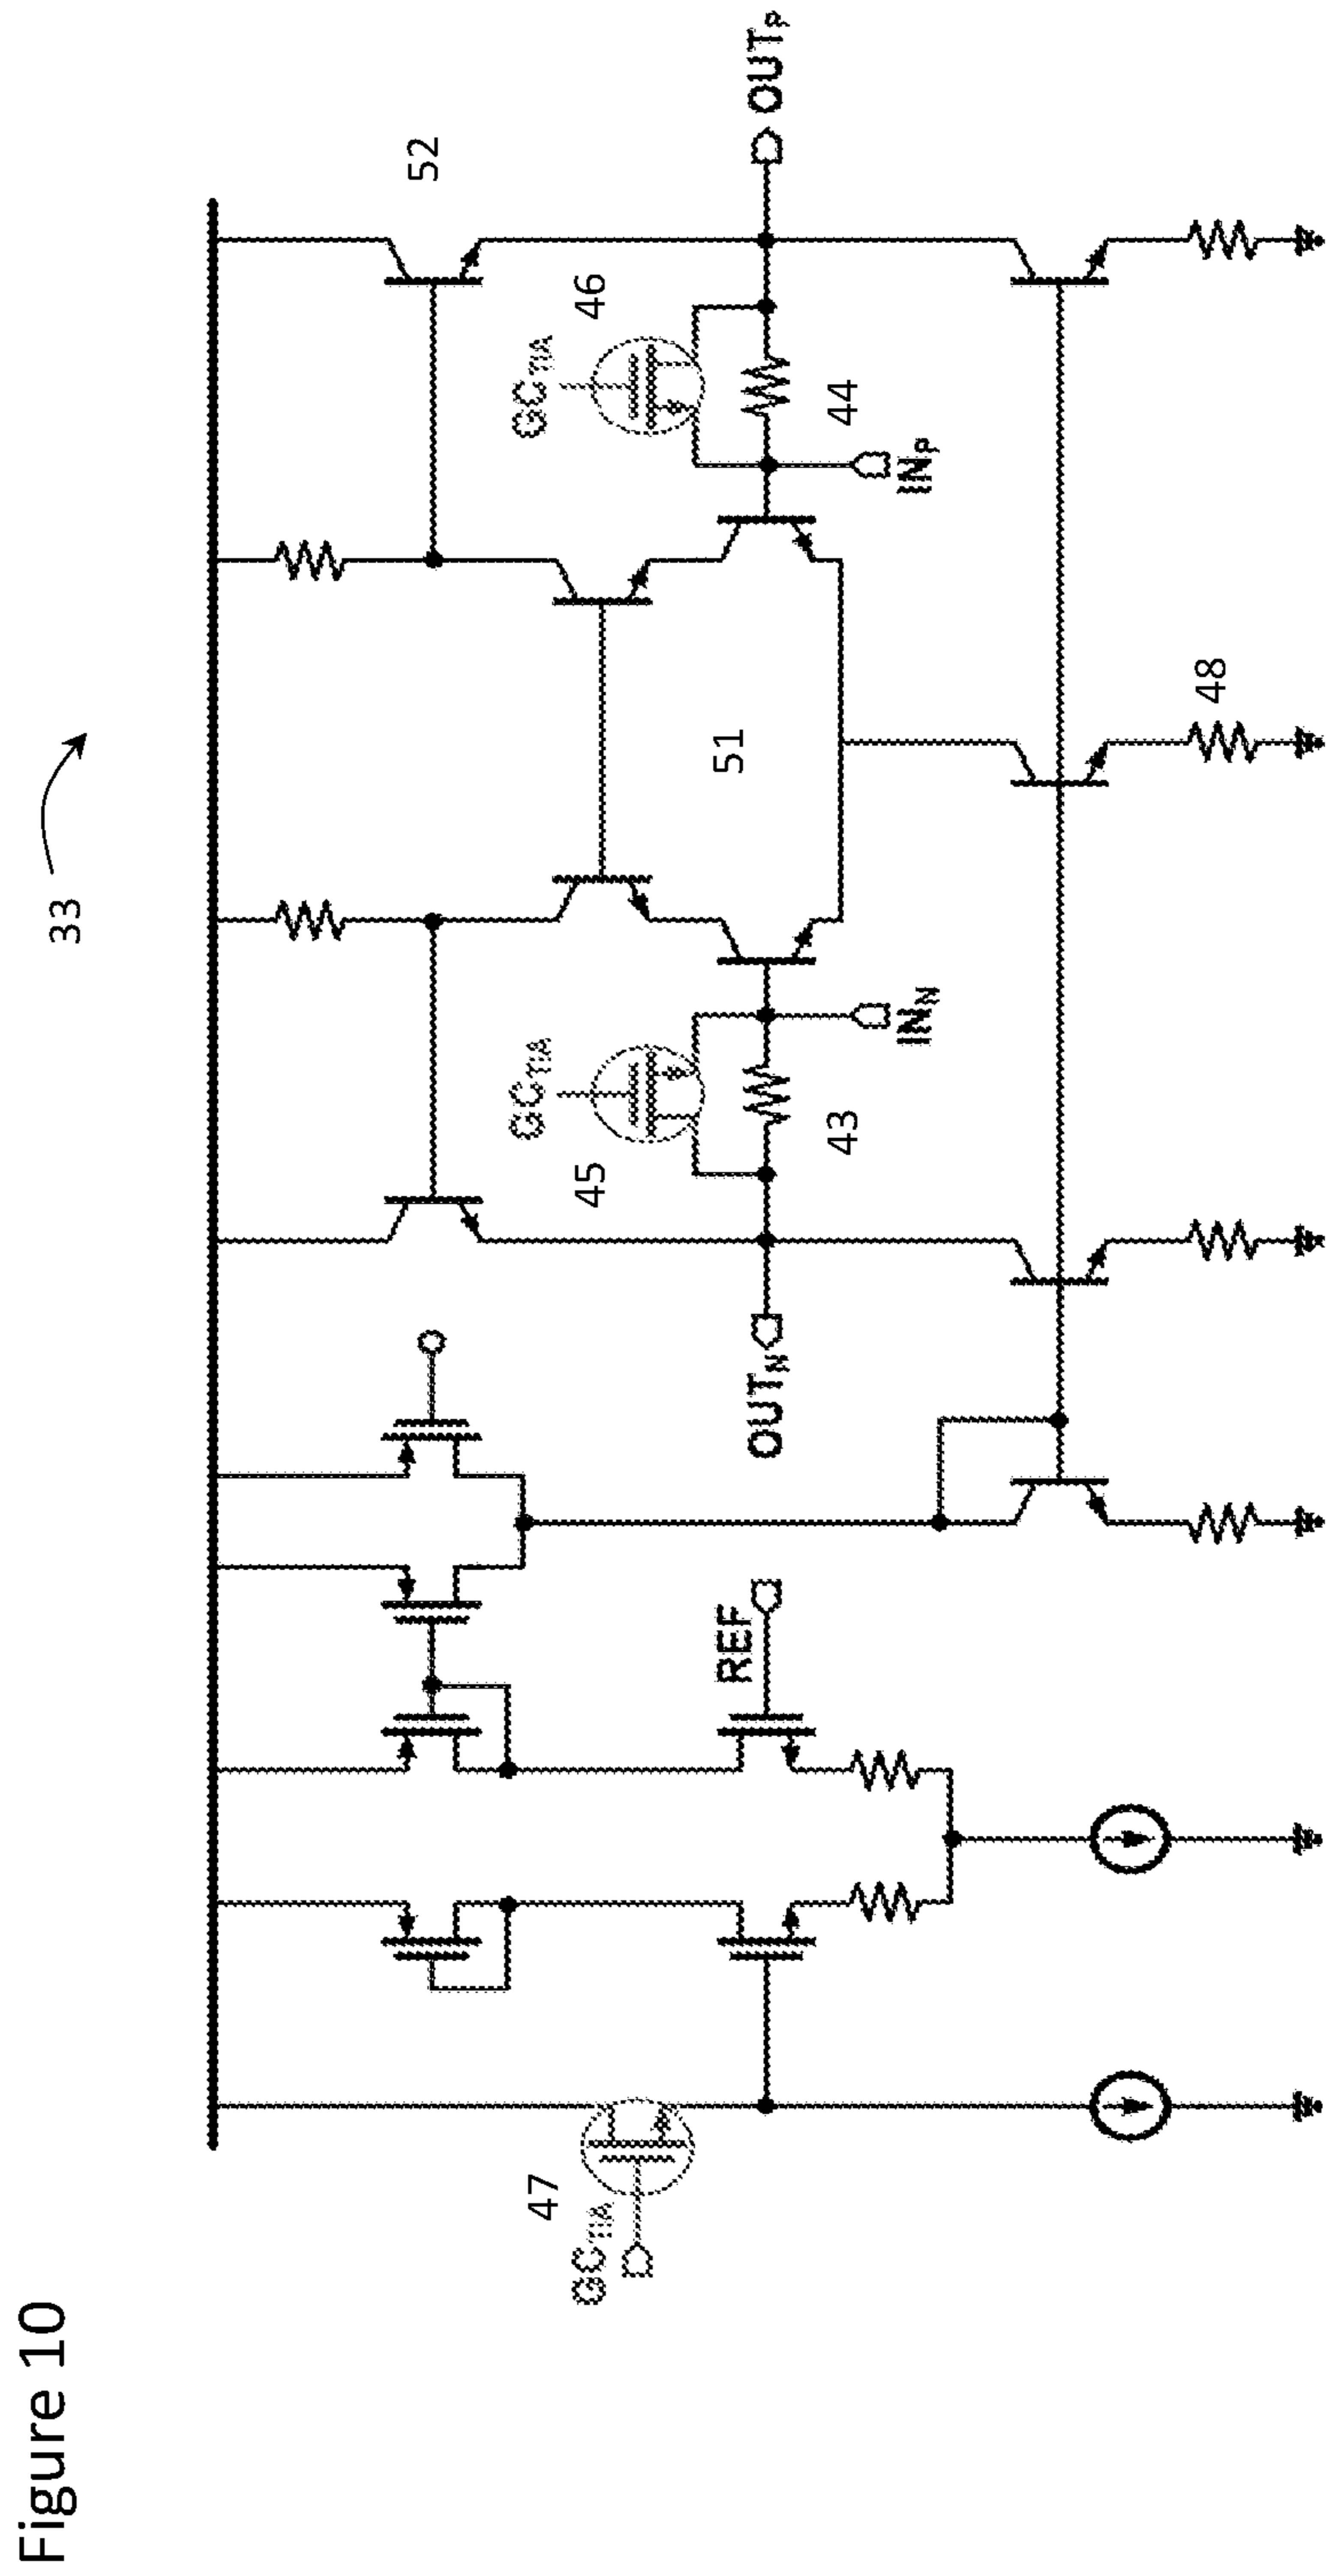 Figure 10
33
52
47
GCTIA
45
GCTIA
46
GCTIA
51
REF
OUTN
OUTP
43
44
INN
INP
48